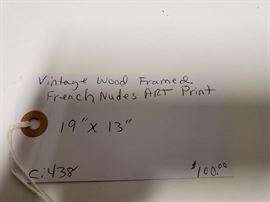 Vintage Wood Framed
French Nudes ART Print
19" x 13"
C:438
$100.00